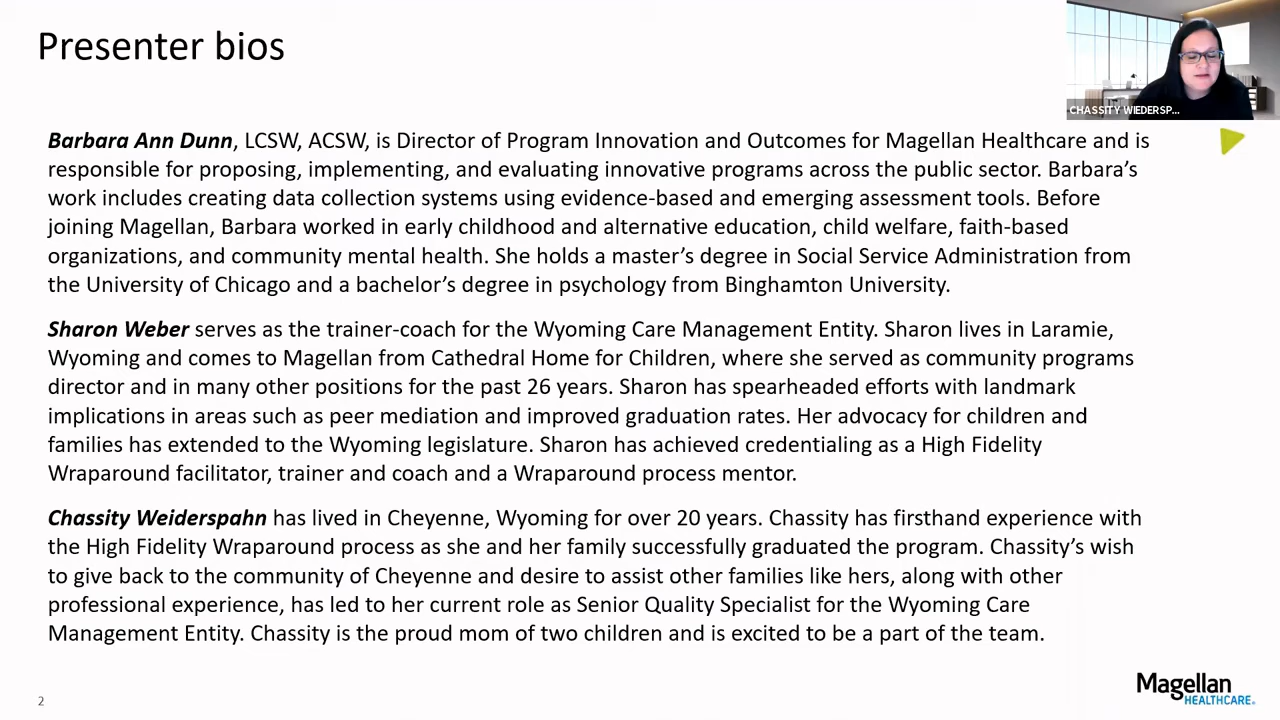 Presenter bios
CHASSITY WIEDERSP...
Barbara Ann Dunn, LCSW, ACSW, is Director of Program Innovation and Outcomes for Magellan Healthcare and is
responsible for proposing, implementing, and evaluating innovative programs across the public sector. Barbara’s
work includes creating data collection systems using evidence-based and emerging assessment tools. Before
joining Magellan, Barbara worked in early childhood and alternative education, child welfare, faith-based
organizations, and community mental health. She holds a master’s degree in Social Service Administration from
the University of Chicago and a bachelor’s degree in psychology from Binghamton University.
Sharon Weber serves as the trainer-coach for the Wyoming Care Management Entity. Sharon lives in Laramie,
Wyoming and comes to Magellan from Cathedral Home for Children, where she served as community programs
director and in many other positions for the past 26 years. Sharon has spearheaded efforts with landmark
implications in areas such as peer mediation and improved graduation rates. Her advocacy for children and
families has extended to the Wyoming legislature. Sharon has achieved credentialing as a High Fidelity
Wraparound facilitator, trainer and coach and a Wraparound process mentor.
Chassity Weiderspahn has lived in Cheyenne, Wyoming for over 20 years. Chassity has firsthand experience with
the High Fidelity Wraparound process as she and her family successfully graduated the program. Chassity’s wish
to give back to the community of Cheyenne and desire to assist other families like hers, along with other
professional experience, has led to her current role as Senior Quality Specialist for the Wyoming Care
Management Entity. Chassity is the proud mom of two children and is excited to be a part of the team.
2
Magellan
HEALTHCARE®